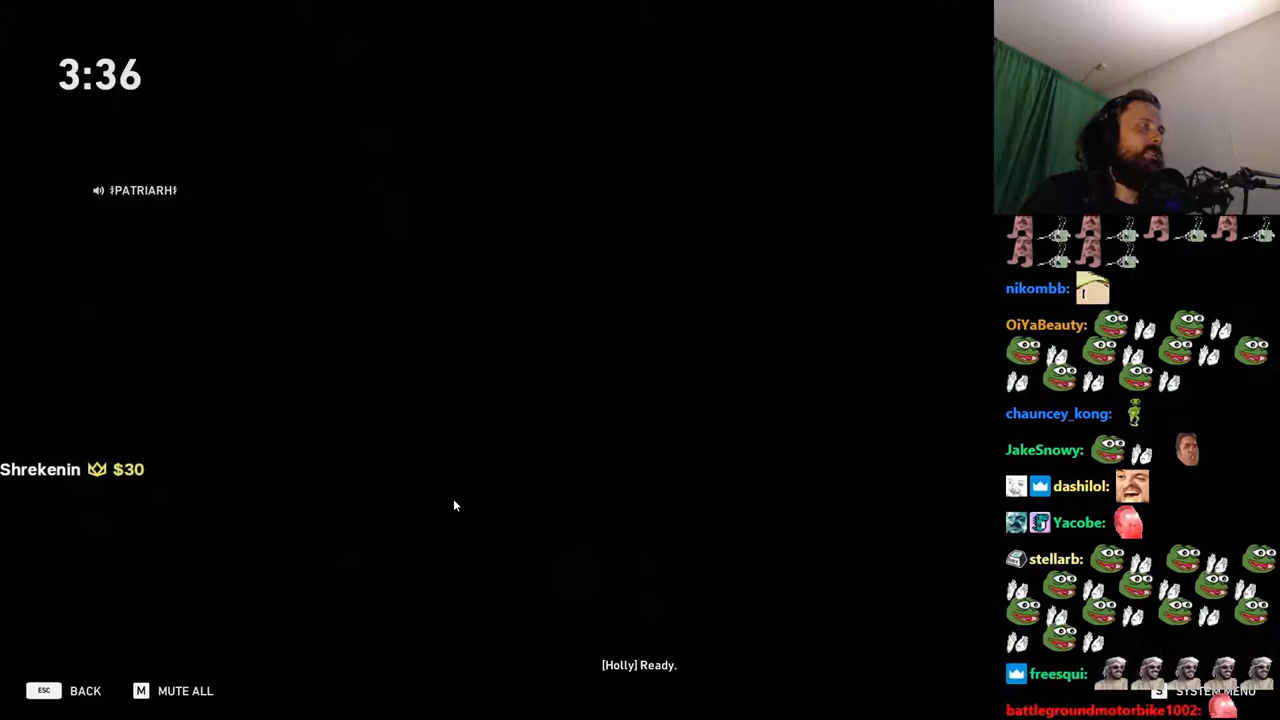 3:36
ꞘPATRIARHꞘ
Shrekenin $30
[Holly] Ready.
ESC BACK M MUTE ALL
S SYSTEM MENU
nikombb:
OiYaBeauty:
chauncey_kong:
JakeSnowy:
dashilol:
Yacobe:
stellarb:
freesqui:
battlegroundmotorbike1002: